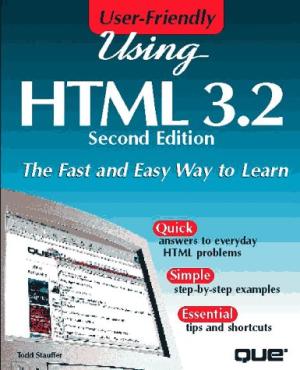 User-Friendly
Using
HTML 3.2
Second Edition
The Fast and Easy Way to Learn
Quick
answers to everyday
HTML problems
Simple
step-by-step examples
Essential
tips and shortcuts
Todd Stauffer
QUE